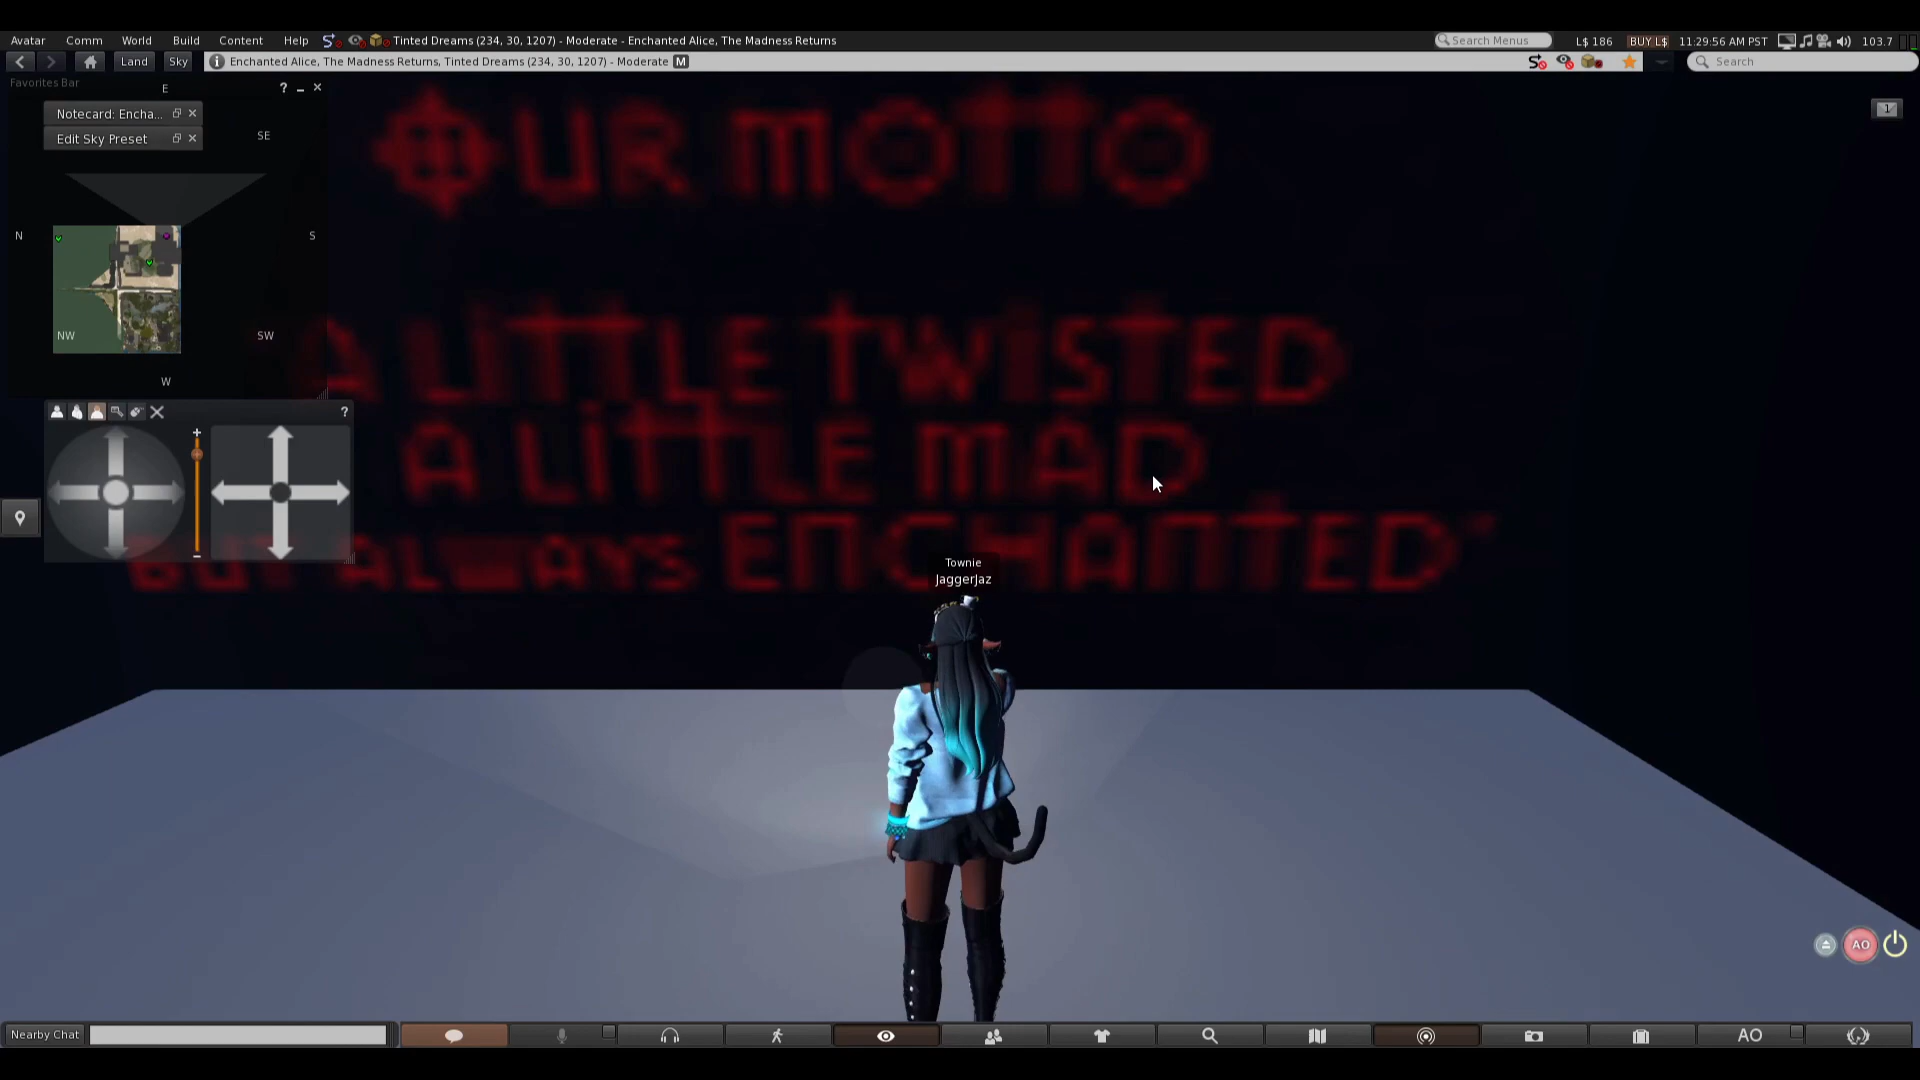 Avatar Comm World Build Content Help Tinted Dreams (234, 30, 1207) - Moderate - Enchanted Alice, The Madness Returns Search Menus L$ 186 BUY L$ 11:29:56 AM PST 103.7
Land Sky Enchanted Alice, The Madness Returns, Tinted Dreams (234, 30, 1207) - Moderate M Search
Favorites Bar
E ?
Notecard: Encha...
Edit Sky Preset
SE
N S
NW SW
W
?
1
OUR MOTTO
A LITTLE TWISTED
A LITTLE MAD
BUT ALWAYS ENCHANTED"
Townie
JaggerJaz
AO
Nearby Chat AO